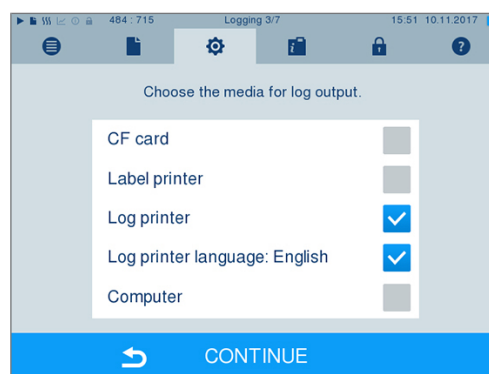 484 : 715 Logging 3/7 15:51 10.11.2017
Choose the media for log output.
CF card
Label printer
Log printer
Log printer language: English
Computer
CONTINUE